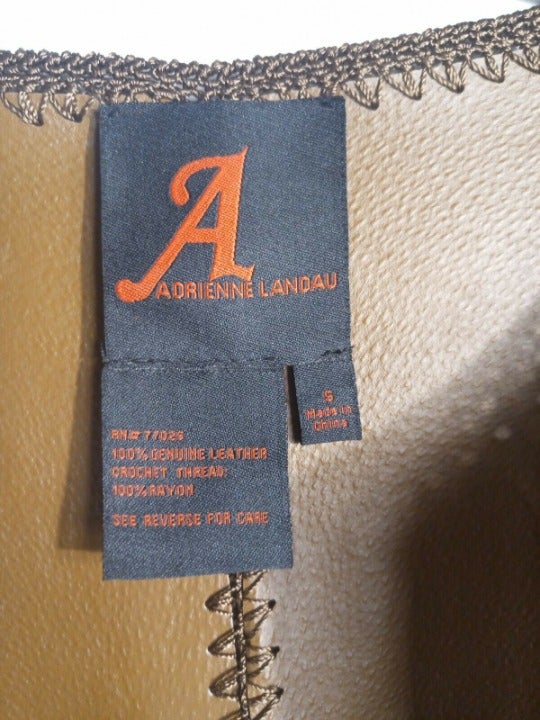 A
ADRIENNE LANDAU
RN# 77026
100% GENUINE LEATHER
CROCHET THREAD:
100% RAYON
SEE REVERSE FOR CARE
S
Made in
China